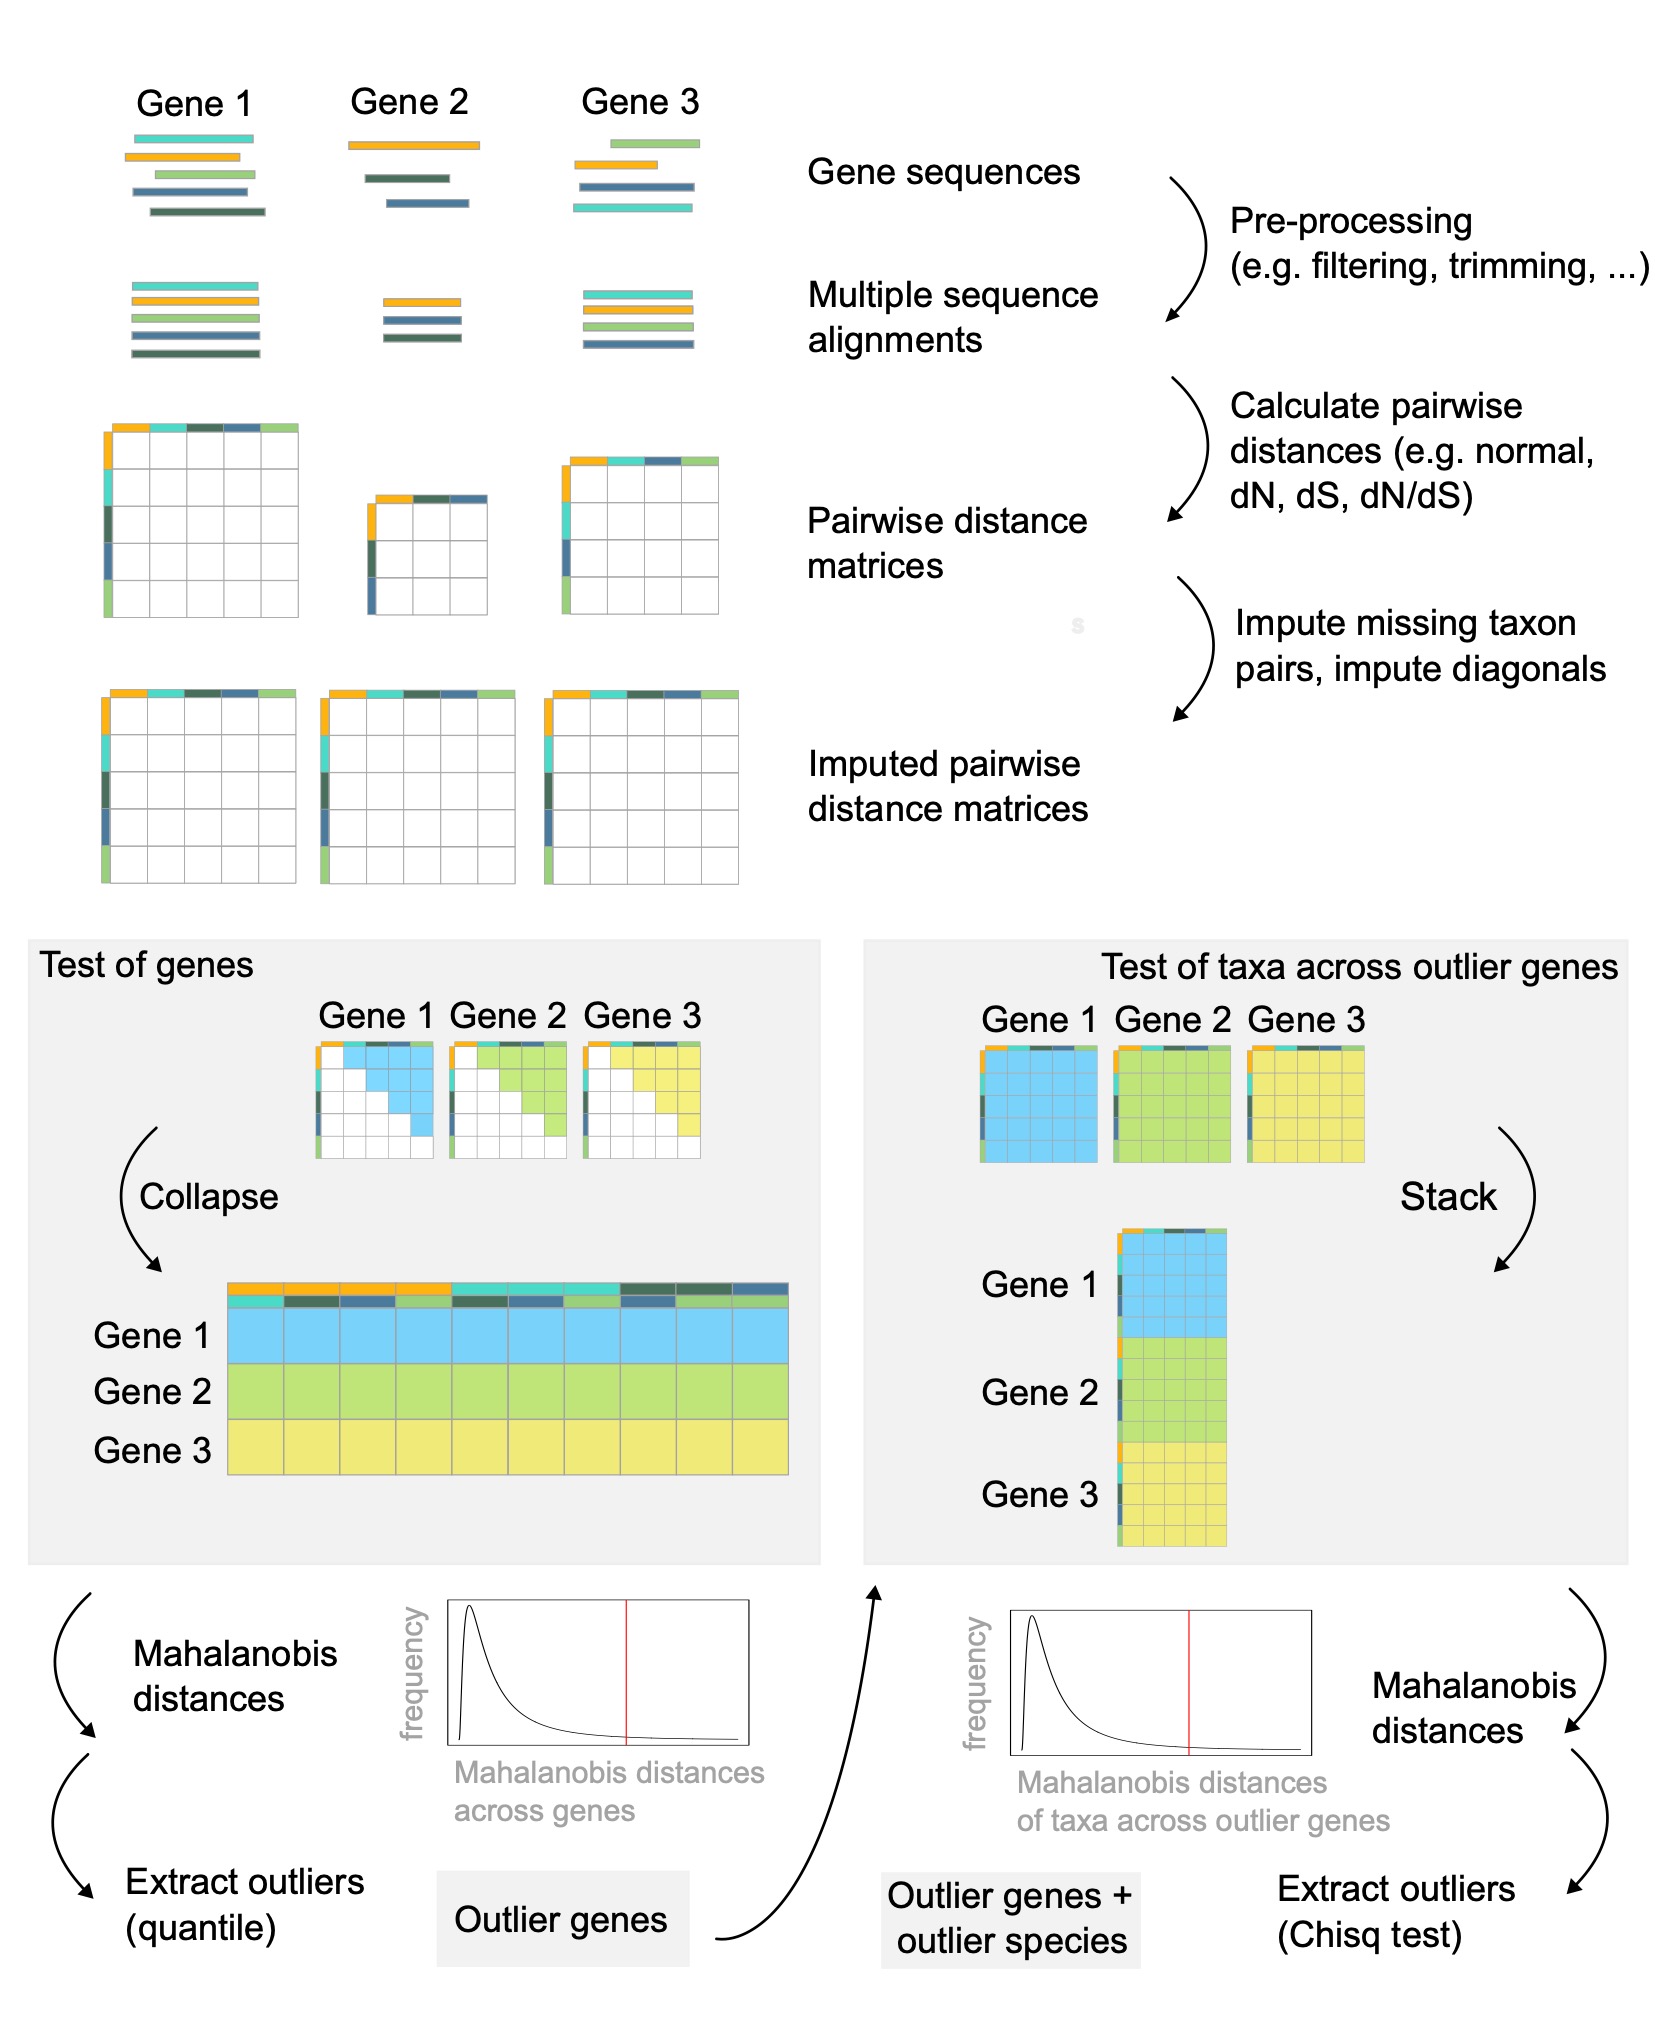 Gene 1
Gene 2
Gene 3
Gene sequences
Pre-processing
(e.g. filtering, trimming, ...)
Multiple sequence
alignments
Calculate pairwise
distances (e.g. normal,
dN, dS, dN/dS)
Pairwise distance
matrices
s
Impute missing taxon
pairs, impute diagonals
Imputed pairwise
distance matrices
Test of genes
Gene 1
Gene 2
Gene 3
Collapse
Gene 1
Gene 2
Gene 3
Test of taxa across outlier genes
Gene 1
Gene 2
Gene 3
Stack
Gene 1
Gene 2
Gene 3
Mahalanobis
distances
frequency
Mahalanobis distances
across genes
Extract outliers
(quantile)
Outlier genes
frequency
Mahalanobis distances
of taxa across outlier genes
Mahalanobis
distances
Outlier genes +
outlier species
Extract outliers
(Chisq test)